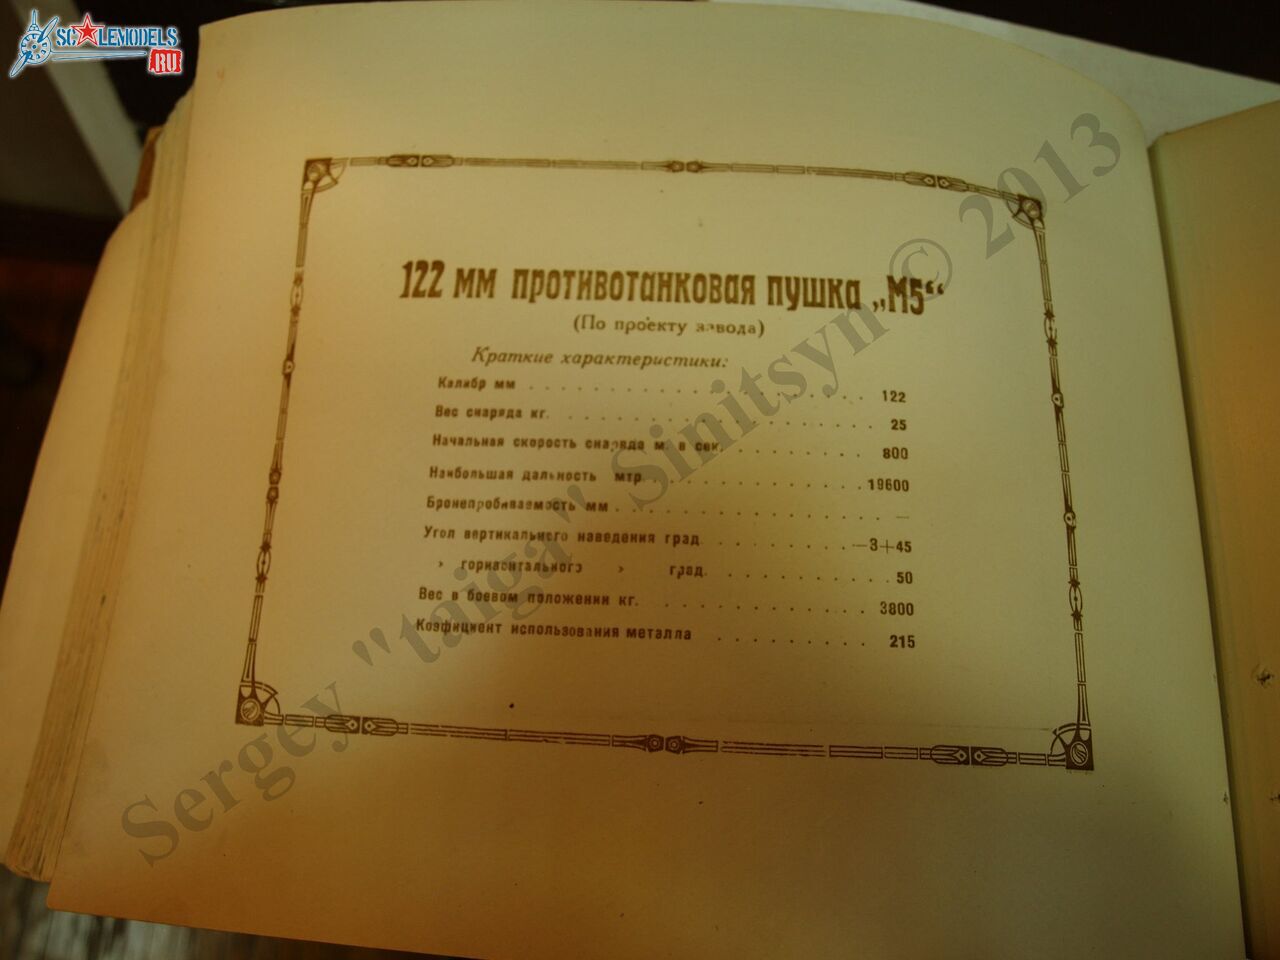 SCALEMODELS
RU
122 мм противотанковая пушка „М5“
(По проекту завода)
Краткие характеристики:
Калибр мм . . . . . . . . . . . . . . . . 122
Вес снаряда кг. . . . . . . . . . . . . . . 25
Начальная скорость снаряда м. в сек. . . . . . . . 800
Наибольшая дальность мтр. . . . . . . . . . . 19600
Бронепробиваемость мм . . . . . . . . . . . . . —
Угол вертикального наведения град. . . . . . . . —3+45
„ горизонтального „ град. . . . . . . . . . 50
Вес в боевом положении кг. . . . . . . . . . . 3800
Коэфициент использования металла . . . . . . . . 215
Sergey "taiga" Sinitsyn © 2013